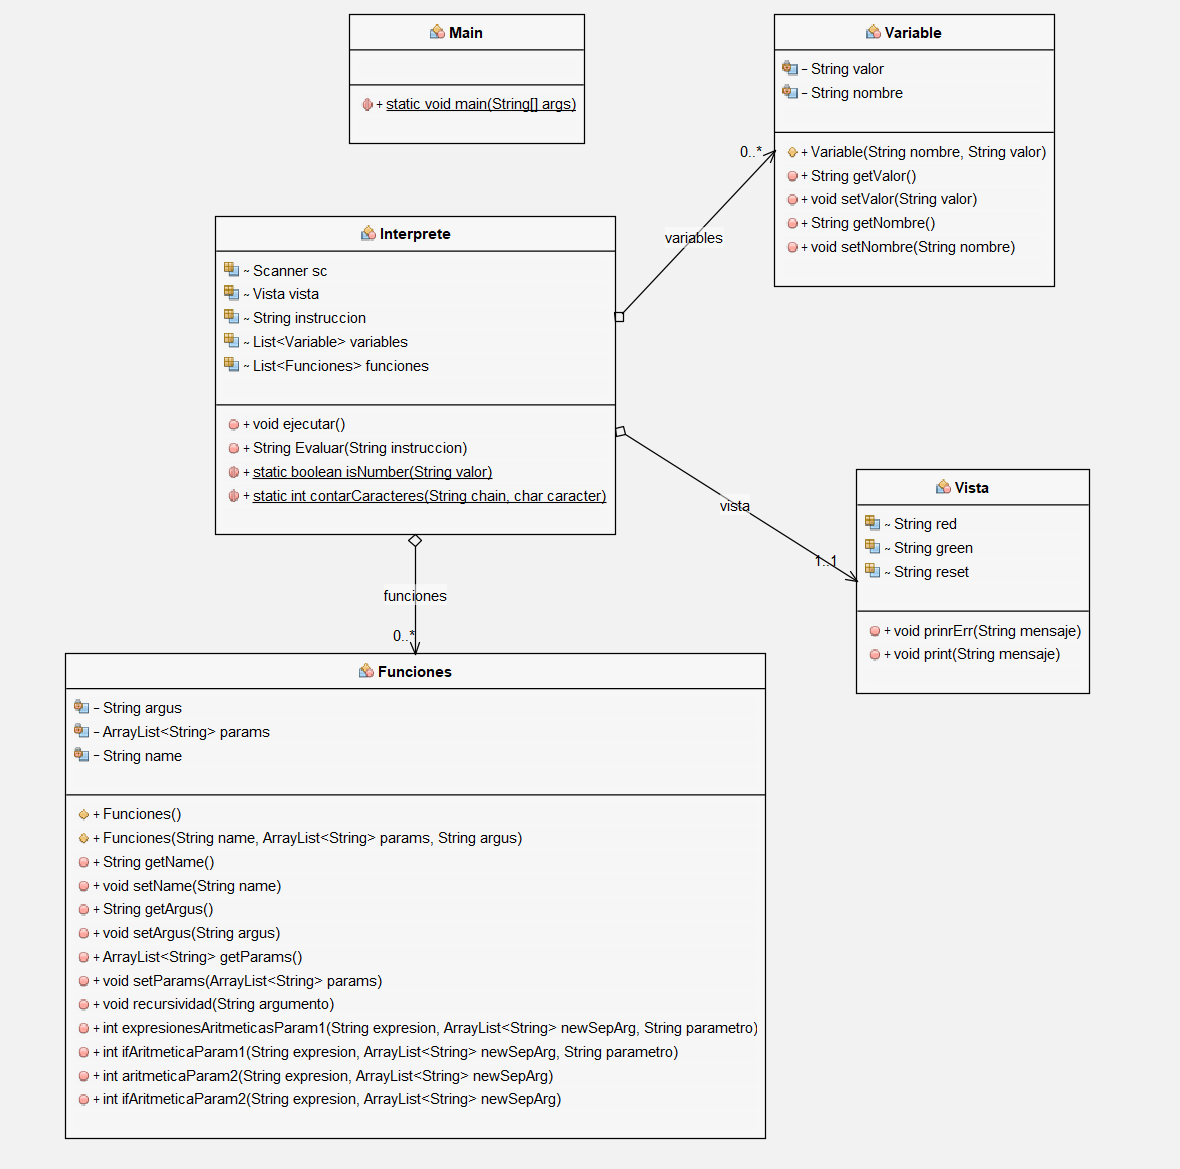 Main
+ static void main(String[] args)
Variable
- String valor
- String nombre
+ Variable(String nombre, String valor)
+ String getValor()
+ void setValor(String valor)
+ String getNombre()
+ void setNombre(String nombre)
0..*
variables
Interprete
~ Scanner sc
~ Vista vista
~ String instruccion
~ List<Variable> variables
~ List<Funciones> funciones
+ void ejecutar()
+ String Evaluar(String instruccion)
+ static boolean isNumber(String valor)
+ static int contarCaracteres(String chain, char caracter)
vista
1..1
Vista
~ String red
~ String green
~ String reset
+ void prinrErr(String mensaje)
+ void print(String mensaje)
funciones
0..*
Funciones
- String argus
- ArrayList<String> params
- String name
+ Funciones()
+ Funciones(String name, ArrayList<String> params, String argus)
+ String getName()
+ void setName(String name)
+ String getArgus()
+ void setArgus(String argus)
+ ArrayList<String> getParams()
+ void setParams(ArrayList<String> params)
+ void recursividad(String argumento)
+ int expresionesAritmeticasParam1(String expresion, ArrayList<String> newSepArg, String parametro)
+ int ifAritmeticaParam1(String expresion, ArrayList<String> newSepArg, String parametro)
+ int aritmeticaParam2(String expresion, ArrayList<String> newSepArg)
+ int ifAritmeticaParam2(String expresion, ArrayList<String> newSepArg)